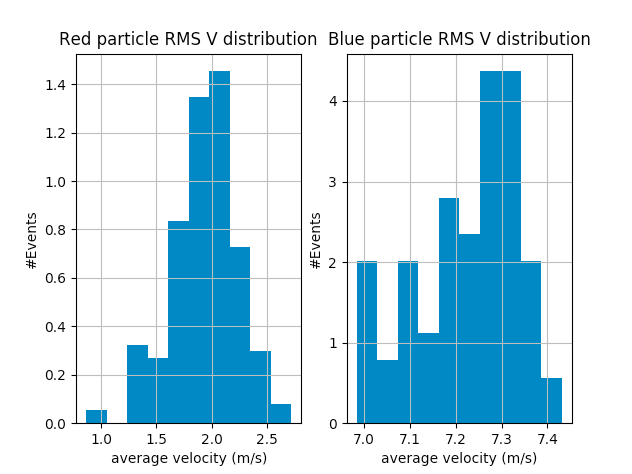 Red particle RMS V distribution
1.4
1.2
1.0
0.8
0.6
0.4
0.2
0.0
#Events
1.0 1.5 2.0 2.5
average velocity (m/s)
Blue particle RMS V distribution
4
3
2
1
0
#Events
7.0 7.1 7.2 7.3 7.4
average velocity (m/s)